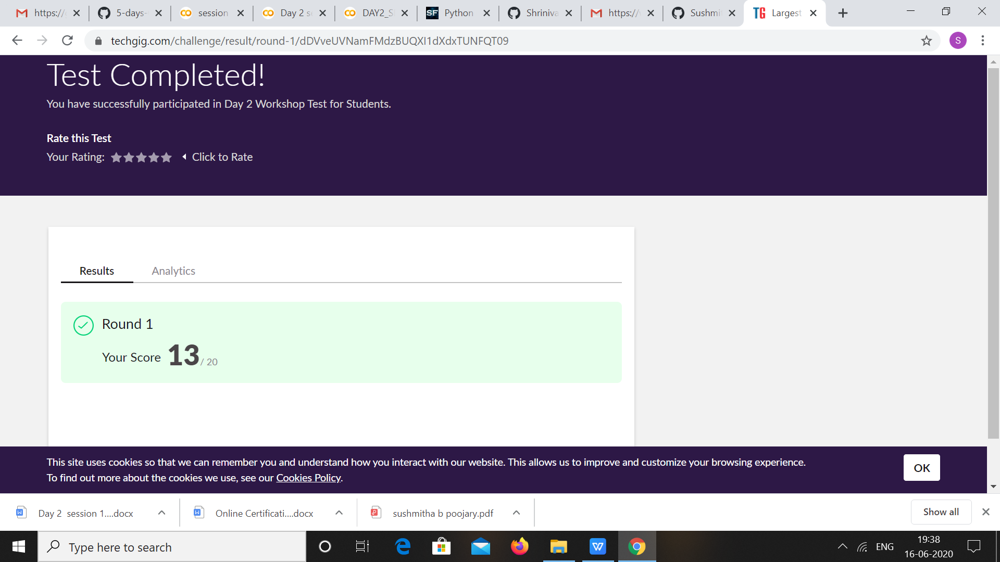 https://
5-days-
session
Day 2 s
DAY2_S
SF Python
Shriniva
https://
Sushmi
TG Largest
techgig.com/challenge/result/round-1/dDVveUVNamFMdzBUQXI1dXdxTUNFQT09
S
Test Completed!
You have successfully participated in Day 2 Workshop Test for Students.
Rate this Test
Your Rating:
Click to Rate
Results
Analytics
Round 1
Your Score 13 / 20
This site uses cookies so that we can remember you and understand how you interact with our website. This allows us to improve and customize your browsing experience.
To find out more about the cookies we use, see our Cookies Policy.
OK
Day 2 session 1....docx
Online Certificati....docx
sushmitha b poojary.pdf
Show all
Type here to search
ENG
19:38
16-06-2020